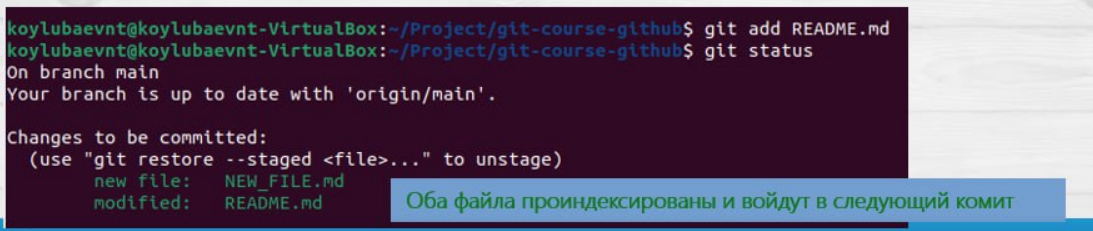 koylubaevnt@koylubaevnt-VirtualBox:~/Project/git-course-github$ git add README.md
koylubaevnt@koylubaevnt-VirtualBox:~/Project/git-course-github$ git status
On branch main
Your branch is up to date with 'origin/main'.
Changes to be committed:
(use "git restore --staged <file>..." to unstage)
new file: NEW_FILE.md
modified: README.md
Оба файла проиндексированы и войдут в следующий комит